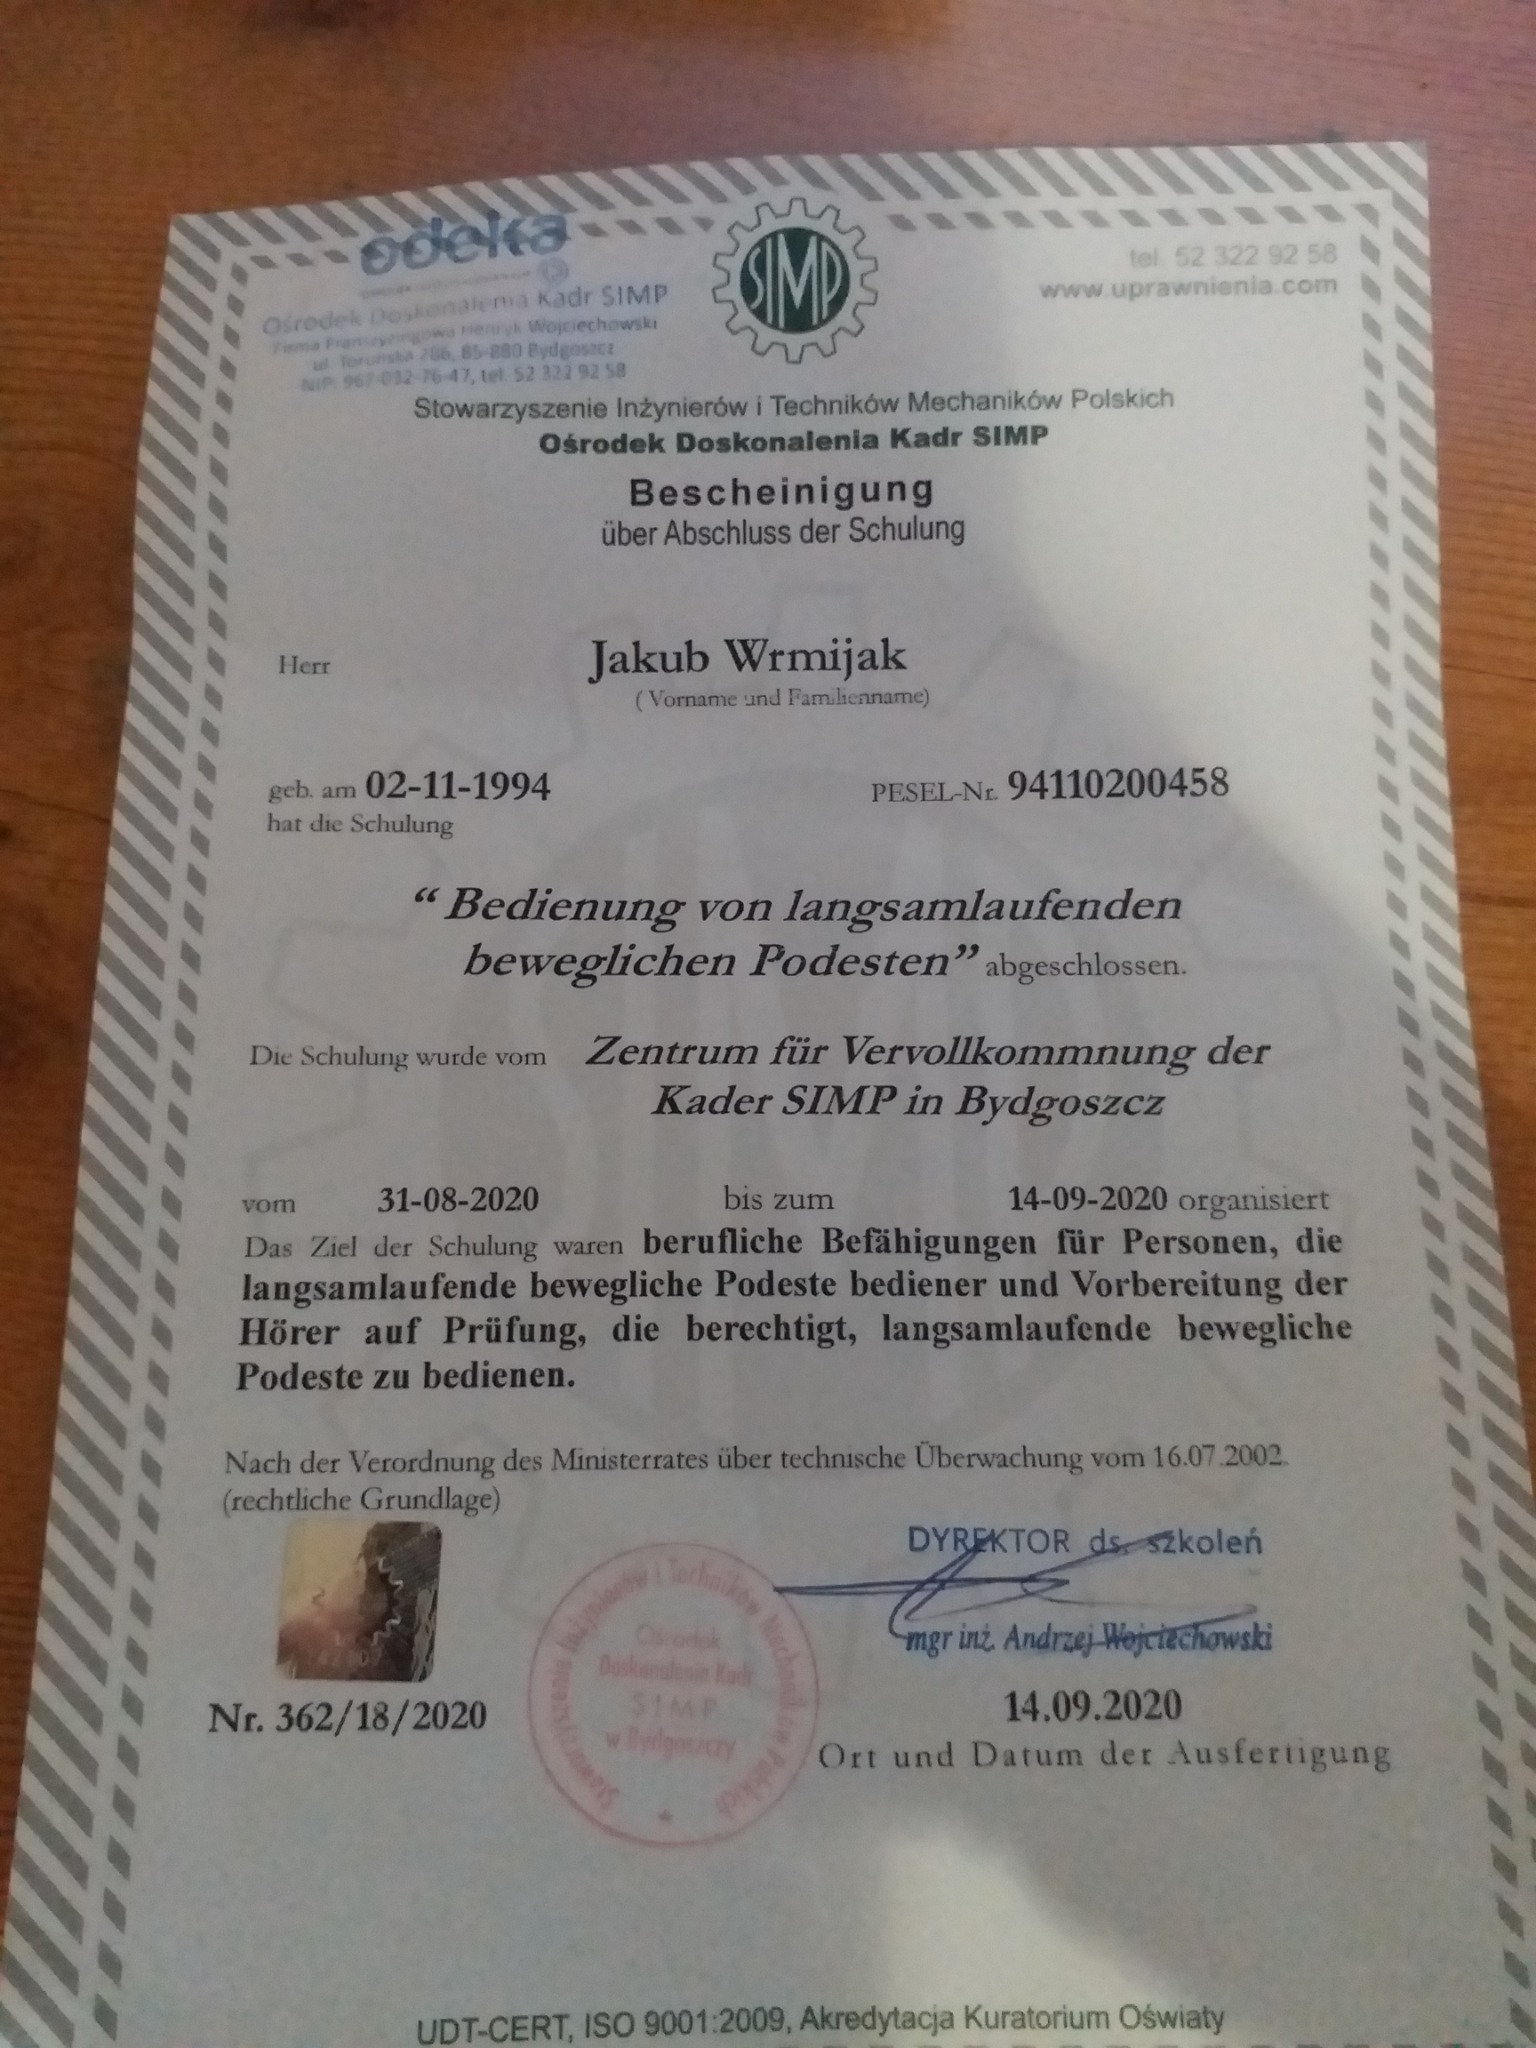 odeka
Ośrodek Doskonalenia Kadr SIMP
Firma Franczyzingowa Henryk Wojciechowski
ul. Toruńska 286, 85-880 Bydgoszcz
NIP: 967-032-76-47, tel. 52 322 92 58
SIMP
tel. 52 322 92 58
www.uprawnienia.com
Stowarzyszenie Inżynierów i Techników Mechaników Polskich
Ośrodek Doskonalenia Kadr SIMP
Bescheinigung
über Abschluss der Schulung
Herr Jakub Wrmijak
( Vorname und Familienname)
geb. am 02-11-1994 PESEL-Nr. 94110200458
hat die Schulung
“ Bedienung von langsamlaufenden
beweglichen Podesten” abgeschlossen.
Die Schulung wurde vom Zentrum für Vervollkommnung der
Kader SIMP in Bydgoszcz
vom 31-08-2020 bis zum 14-09-2020 organisiert
Das Ziel der Schulung waren berufliche Befähigungen für Personen, die
langsamlaufende bewegliche Podeste bediener und Vorbereitung der
Hörer auf Prüfung, die berechtigt, langsamlaufende bewegliche
Podeste zu bedienen.
Nach der Verordnung des Ministerrates über technische Überwachung vom 16.07.2002.
(rechtliche Grundlage)
DYREKTOR ds. szkoleń
mgr inż. Andrzej Wojciechowski
Stowarzyszenie Inżynierów i Techników Mechaników Polskich
Ośrodek
Doskonalenia Kadr
SIMP
w Bydgoszczy
Nr. 362/18/2020
14.09.2020
Ort und Datum der Ausfertigung
UDT-CERT, ISO 9001:2009, Akredytacja Kuratorium Oświaty